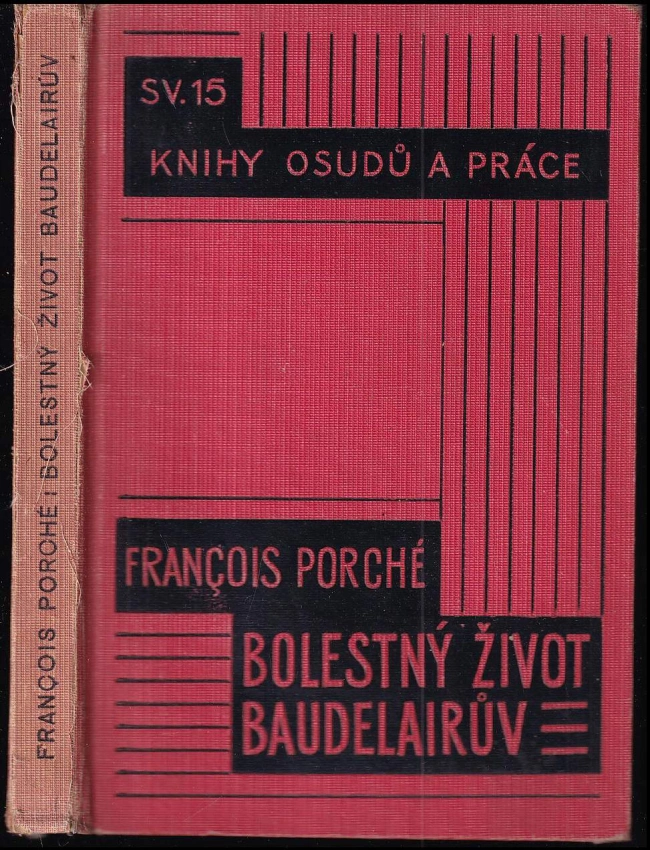 FRANÇOIS PORCHÉ: BOLESTNÝ ŽIVOT BAUDELAIRŮV
SV. 15
KNIHY OSUDŮ A PRÁCE
FRANÇOIS PORCHÉ
BOLESTNÝ ŽIVOT
BAUDELAIRŮV